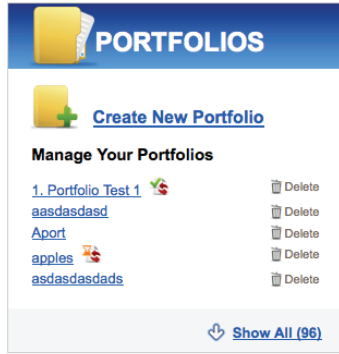 PORTFOLIOS
Create New Portfolio
Manage Your Portfolios
1. Portfolio Test 1 Delete
aasdasdasd Delete
Aport Delete
apples Delete
asdasdasdads Delete
Show All (96)